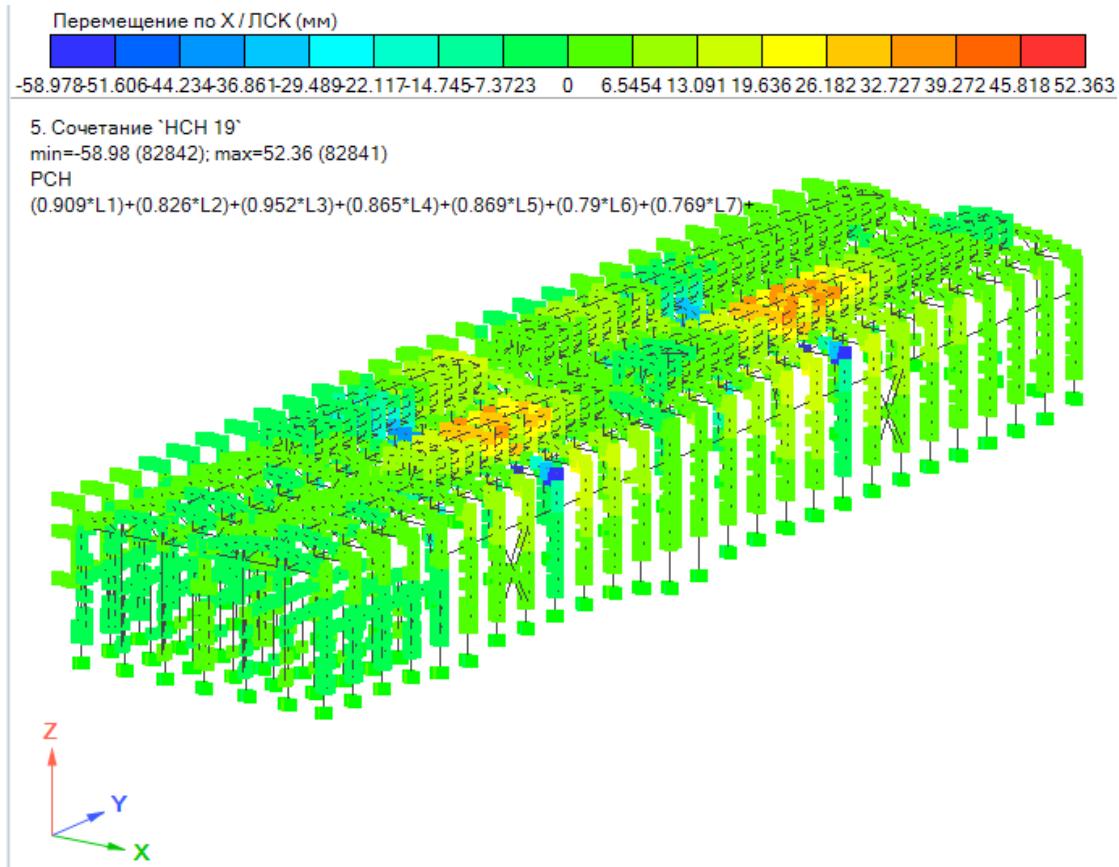 Перемещение по X / ЛСК (мм)
-58.978-51.606-44.234-36.861-29.489-22.117-14.745-7.3723 0 6.5454 13.091 19.636 26.182 32.727 39.272 45.818 52.363
5. Сочетание `НСН 19`
min=-58.98 (82842); max=52.36 (82841)
РСН
(0.909*L1)+(0.826*L2)+(0.952*L3)+(0.865*L4)+(0.869*L5)+(0.79*L6)+(0.769*L7)+...
Z
Y
X